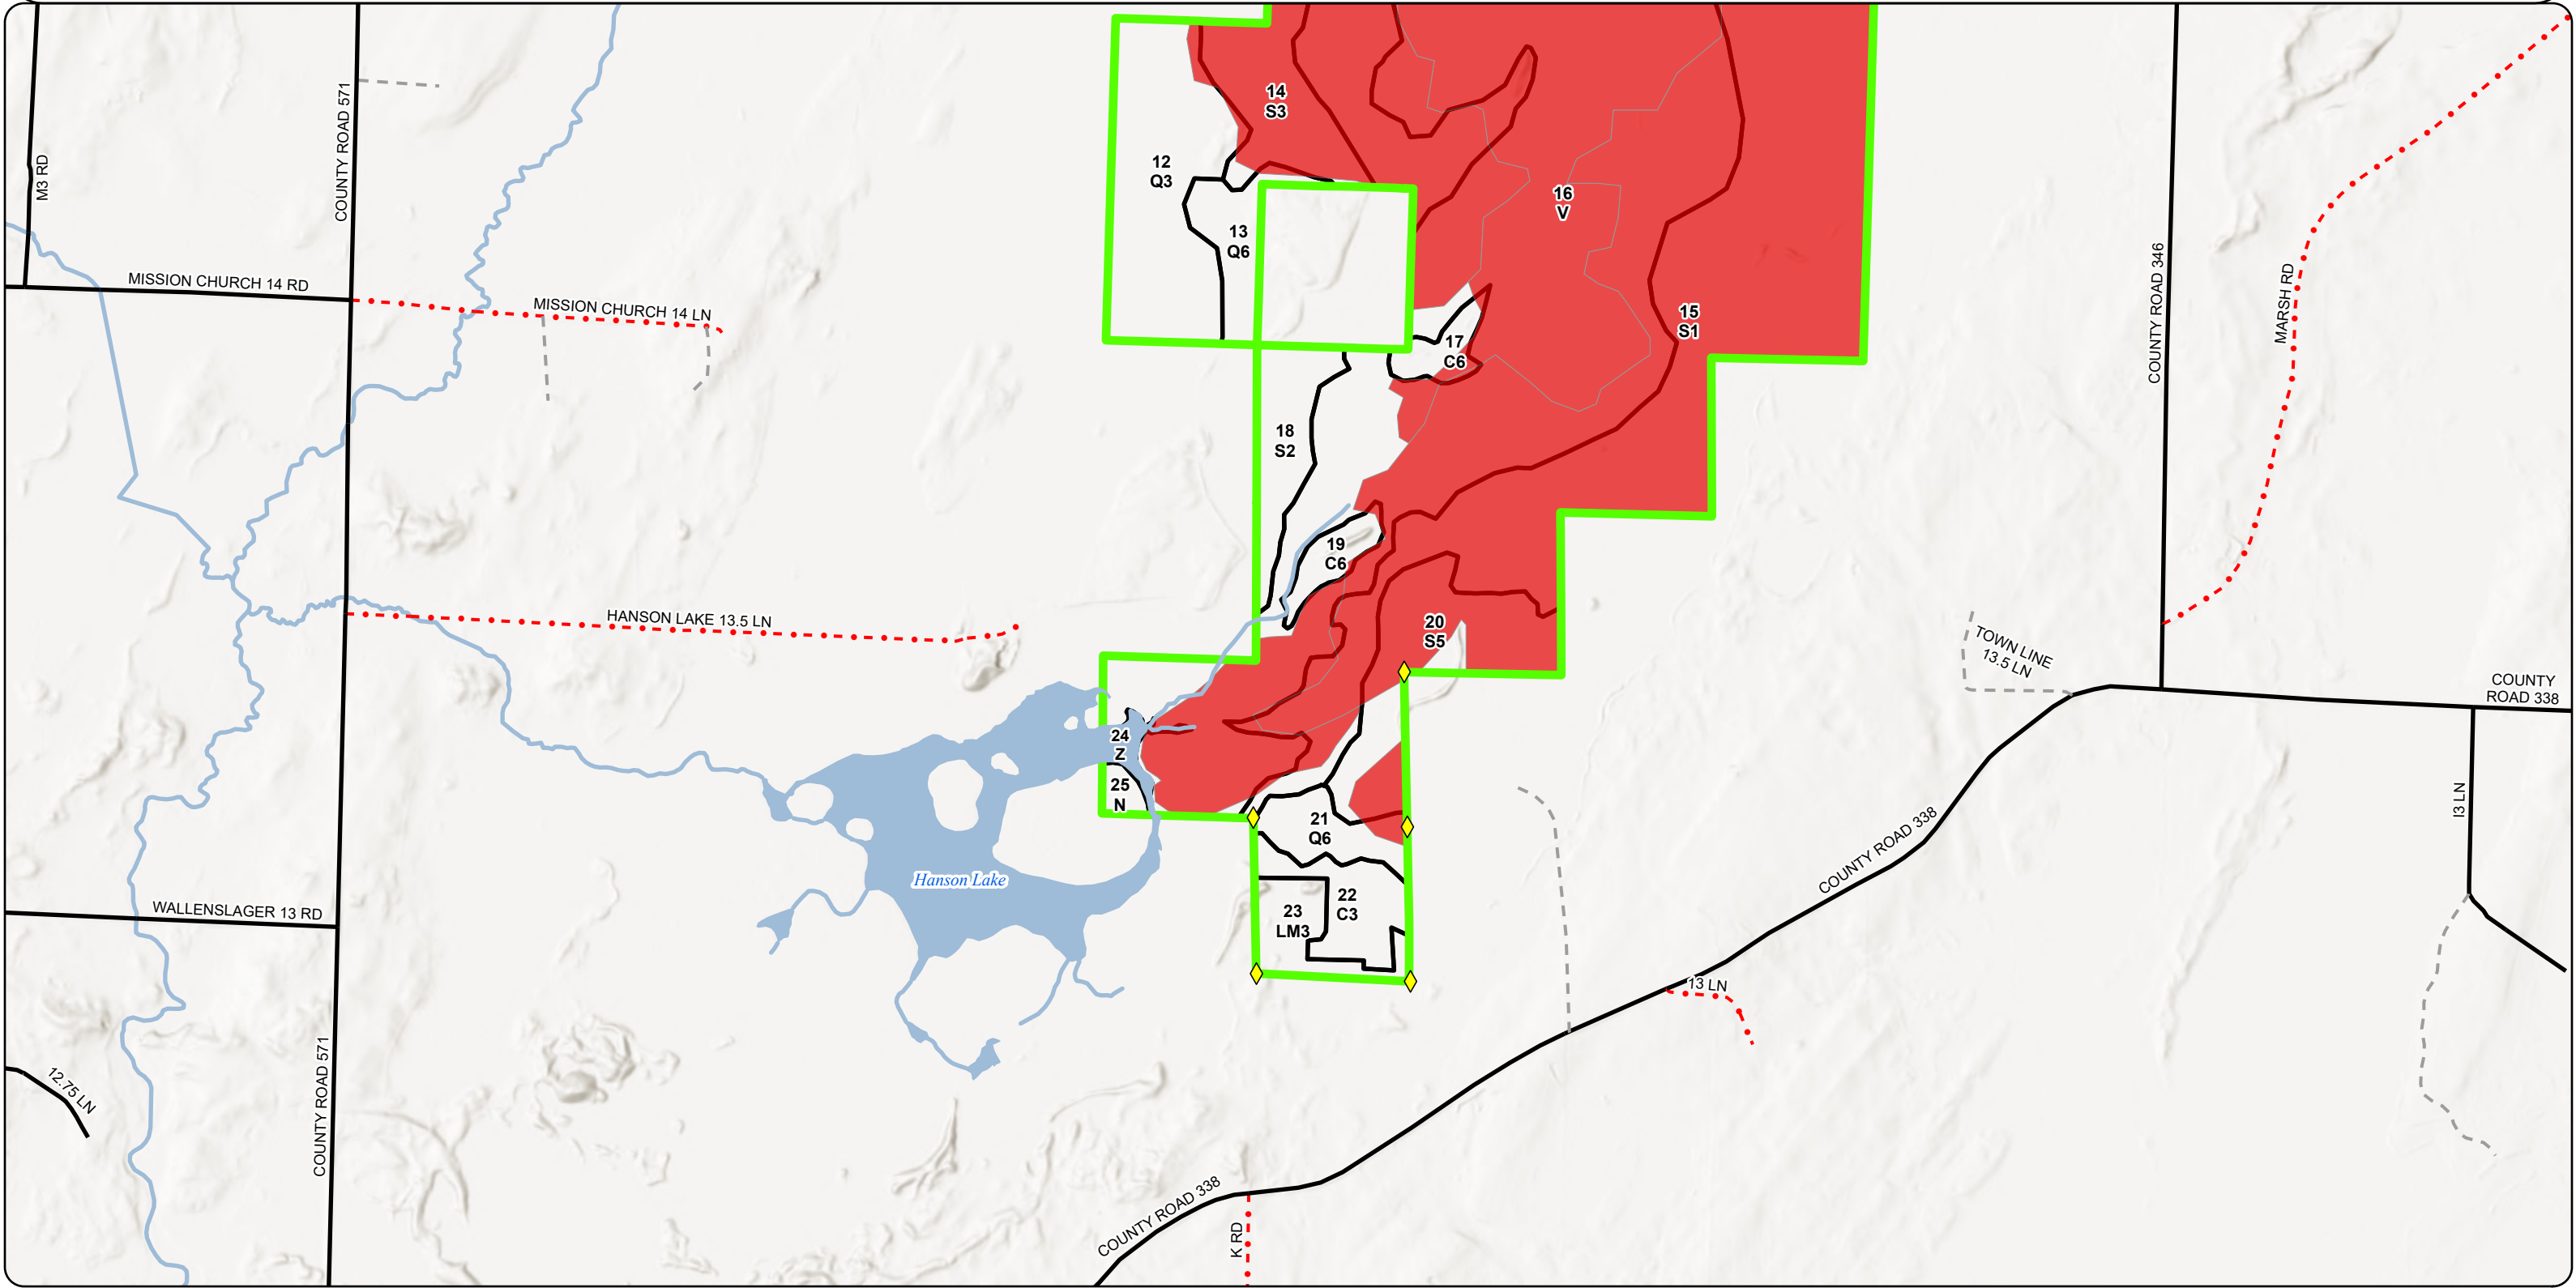 COUNTY ROAD 571
14
S3
M3 RD
12
Q3
16
V
13
Q6
MISSION CHURCH 14 RD
MISSION CHURCH 14 LN
COUNTY ROAD 346
MARSH RD
15
S1
17
C6
18
S2
19
C6
HANSON LAKE 13.5 LN
20
S5
TOWN LINE
13.5 LN
COUNTY
ROAD 338
24
Z
25
N
21
Q6
I3 LN
COUNTY ROAD 338
Hanson Lake
22
C3
23
LM3
WALLENSLAGER 13 RD
13 LN
12.75 LN
COUNTY ROAD 571
COUNTY ROAD 338
K RD